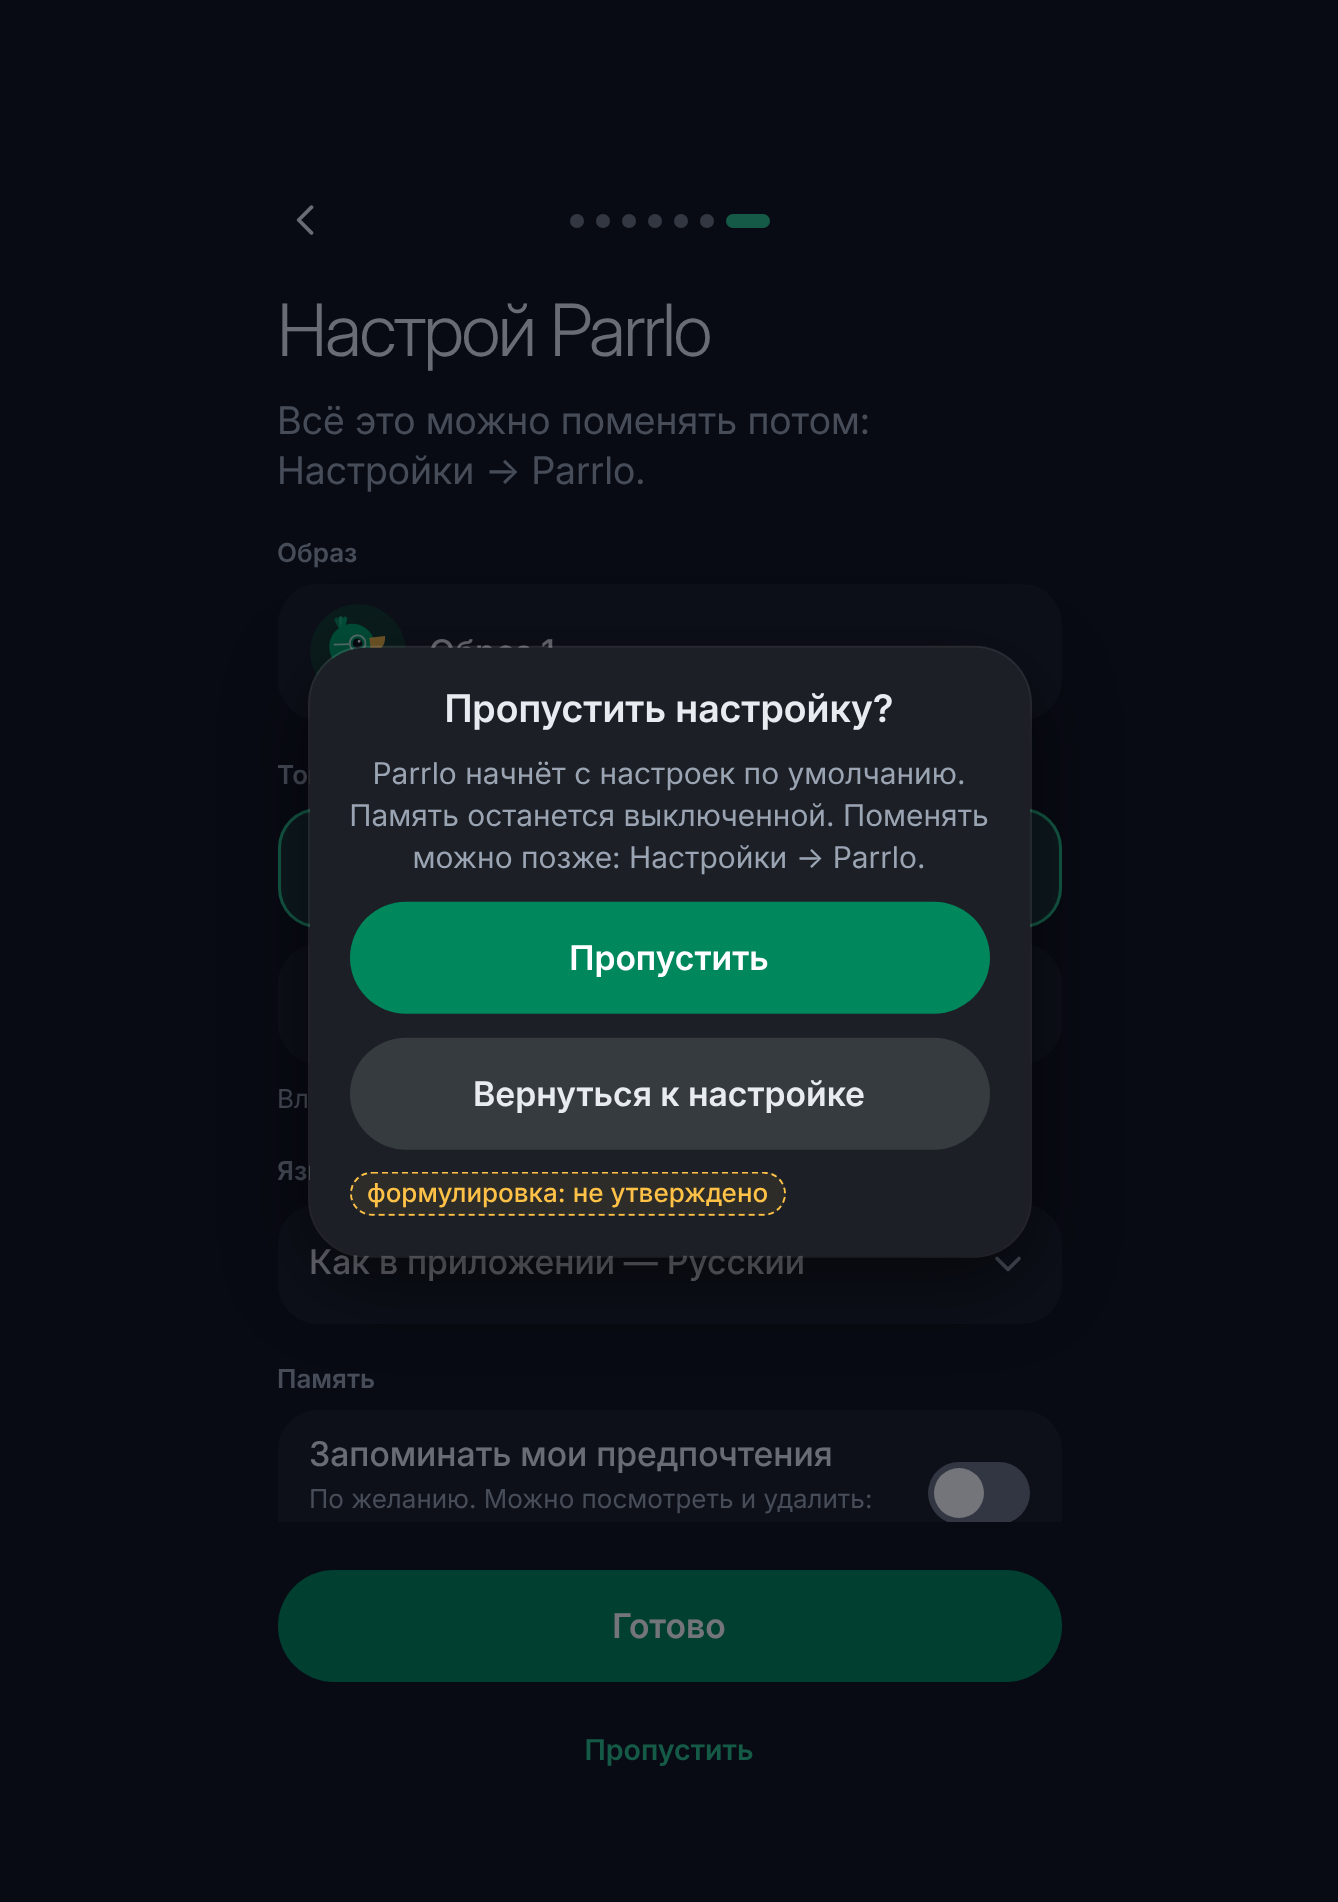 Настрой Parrlo
Всё это можно поменять потом:
Настройки → Parrlo.
Образ
Образ 1
Пропустить настройку?
Parrlo начнёт с настроек по умолчанию.
Память останется выключенной. Поменять
можно позже: Настройки → Parrlo.
Пропустить
Вернуться к настройке
формулировка: не утверждено
Как в приложении — Русский
Память
Запоминать мои предпочтения
По желанию. Можно посмотреть и удалить:
Готово
Пропустить